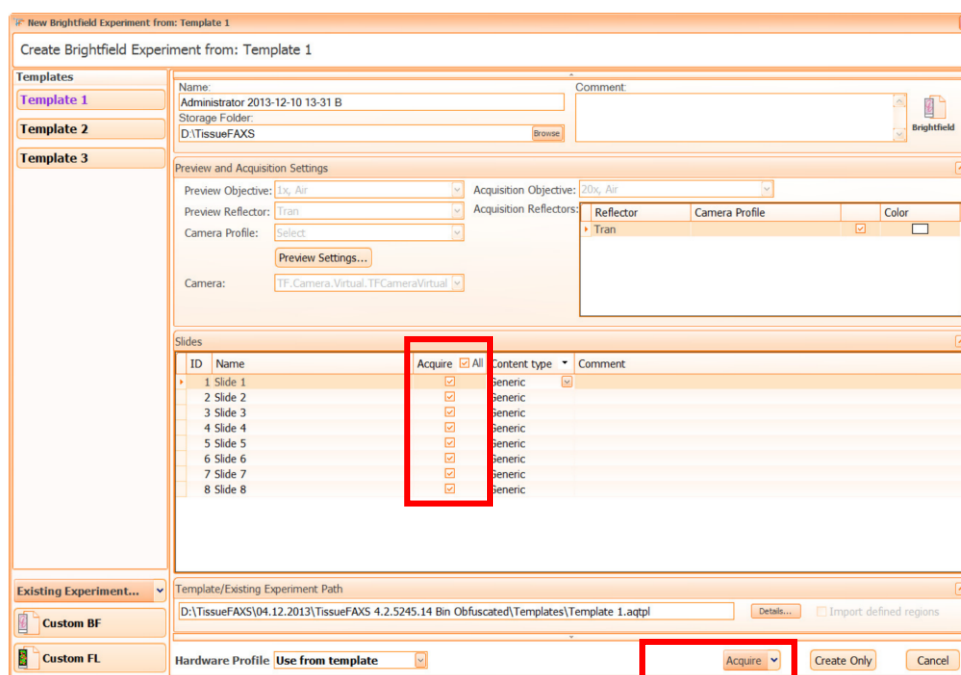 New Brightfield Experiment from: Template 1
Create Brightfield Experiment from: Template 1
Templates
Template 1
Template 2
Template 3
Name:
Administrator 2013-12-10 13-31 B
Storage Folder:
D:\TissueFAXS
Browse
Comment:
Brightfield
Preview and Acquisition Settings
Preview Objective: 1x, Air
Preview Reflector: Tran
Camera Profile: Select
Preview Settings...
Camera: TF.Camera.Virtual.TFCameraVirtual
Acquisition Objective: 20x, Air
Acquisition Reflectors:
Reflector Camera Profile Color
Tran
Slides
ID Name Acquire All Content type Comment
1 Slide 1 Generic
2 Slide 2 Generic
3 Slide 3 Generic
4 Slide 4 Generic
5 Slide 5 Generic
6 Slide 6 Generic
7 Slide 7 Generic
8 Slide 8 Generic
Existing Experiment...
Custom BF
Custom FL
Template/Existing Experiment Path
D:\TissueFAXS\04.12.2013\TissueFAXS 4.2.5245.14 Bin Obfuscated\Templates\Template 1.aqtpl
Details...
Import defined regions
Hardware Profile Use from template
Acquire
Create Only
Cancel